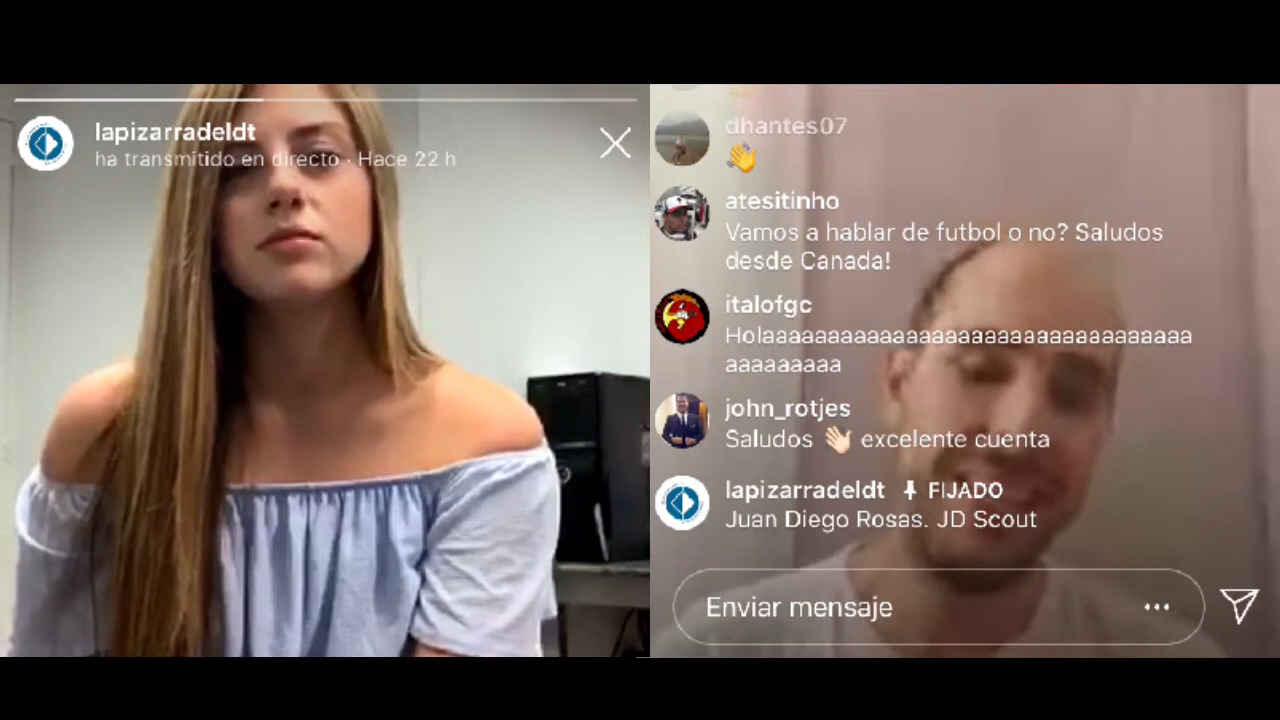 lapizarradeldt
ha transmitido en directo · Hace 22 h
dhantes07
👋
atesitinho
Vamos a hablar de futbol o no? Saludos
desde Canada!
italofgc
Holaaaaaaaaaaaaaaaaaaaaaaaaaaaaaaaaaa
aaaaaaaaa
john_rotjes
Saludos 👋🏻 excelente cuenta
lapizarradeldt FIJADO
Juan Diego Rosas. JD Scout
Enviar mensaje